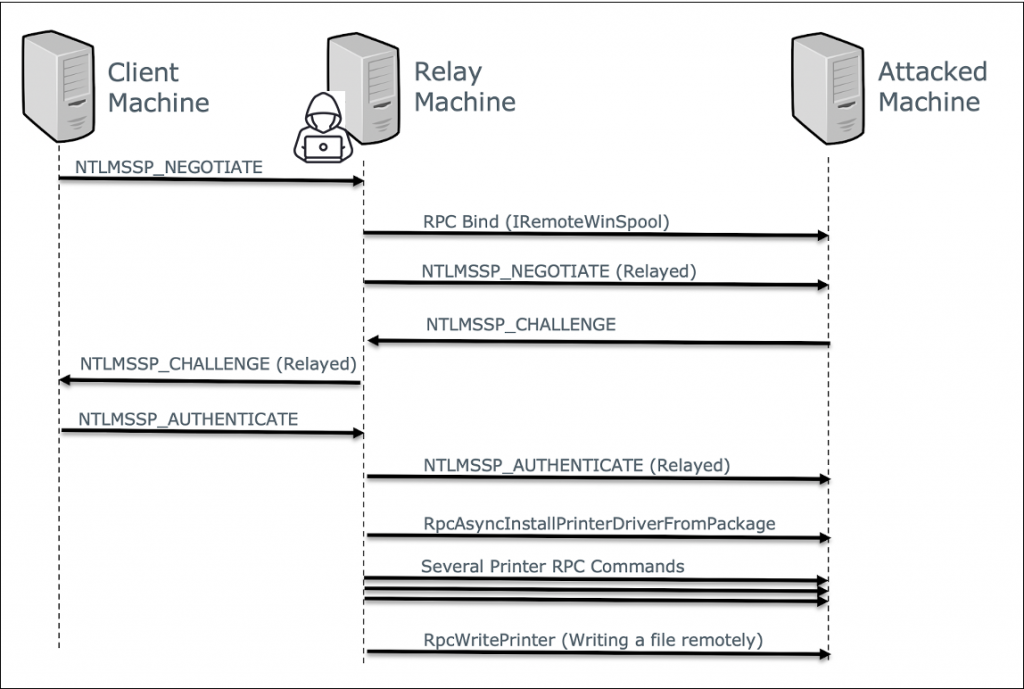 Client
Machine
Relay
Machine
Attacked
Machine
NTLMSSP_NEGOTIATE
RPC Bind (IRemoteWinSpool)
NTLMSSP_NEGOTIATE (Relayed)
NTLMSSP_CHALLENGE
NTLMSSP_CHALLENGE (Relayed)
NTLMSSP_AUTHENTICATE
NTLMSSP_AUTHENTICATE (Relayed)
RpcAsyncInstallPrinterDriverFromPackage
Several Printer RPC Commands
RpcWritePrinter (Writing a file remotely)